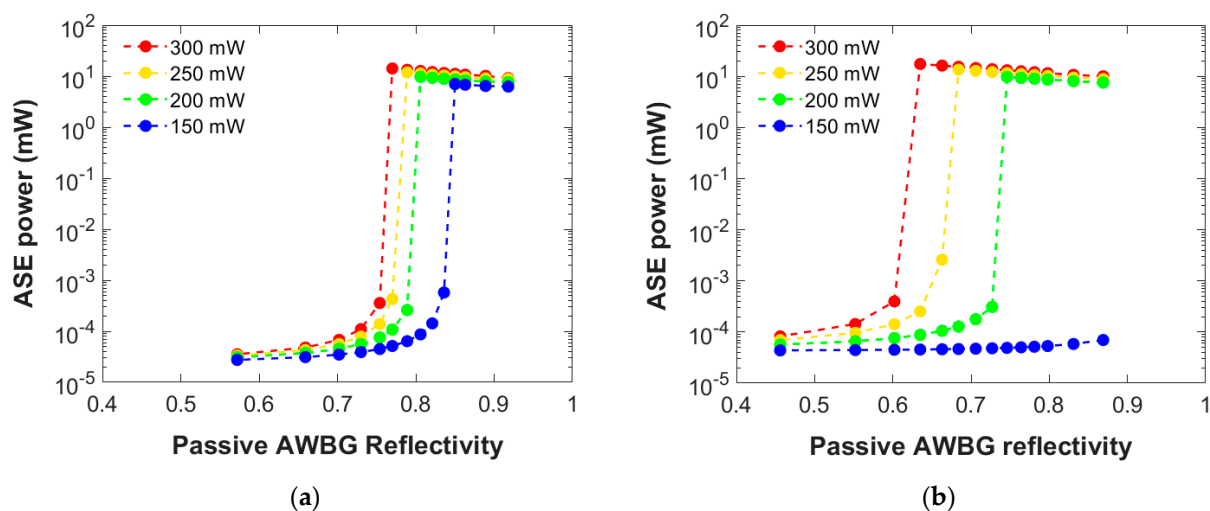 10^2
10^1
10^0
10^-1
10^-2
10^-3
10^-4
10^-5
ASE power (mW)
300 mW
250 mW
200 mW
150 mW
0.4 0.5 0.6 0.7 0.8 0.9 1
Passive AWBG Reflectivity
(a)
10^2
10^1
10^0
10^-1
10^-2
10^-3
10^-4
10^-5
ASE power (mW)
300 mW
250 mW
200 mW
150 mW
0.4 0.5 0.6 0.7 0.8 0.9 1
Passive AWBG reflectivity
(b)